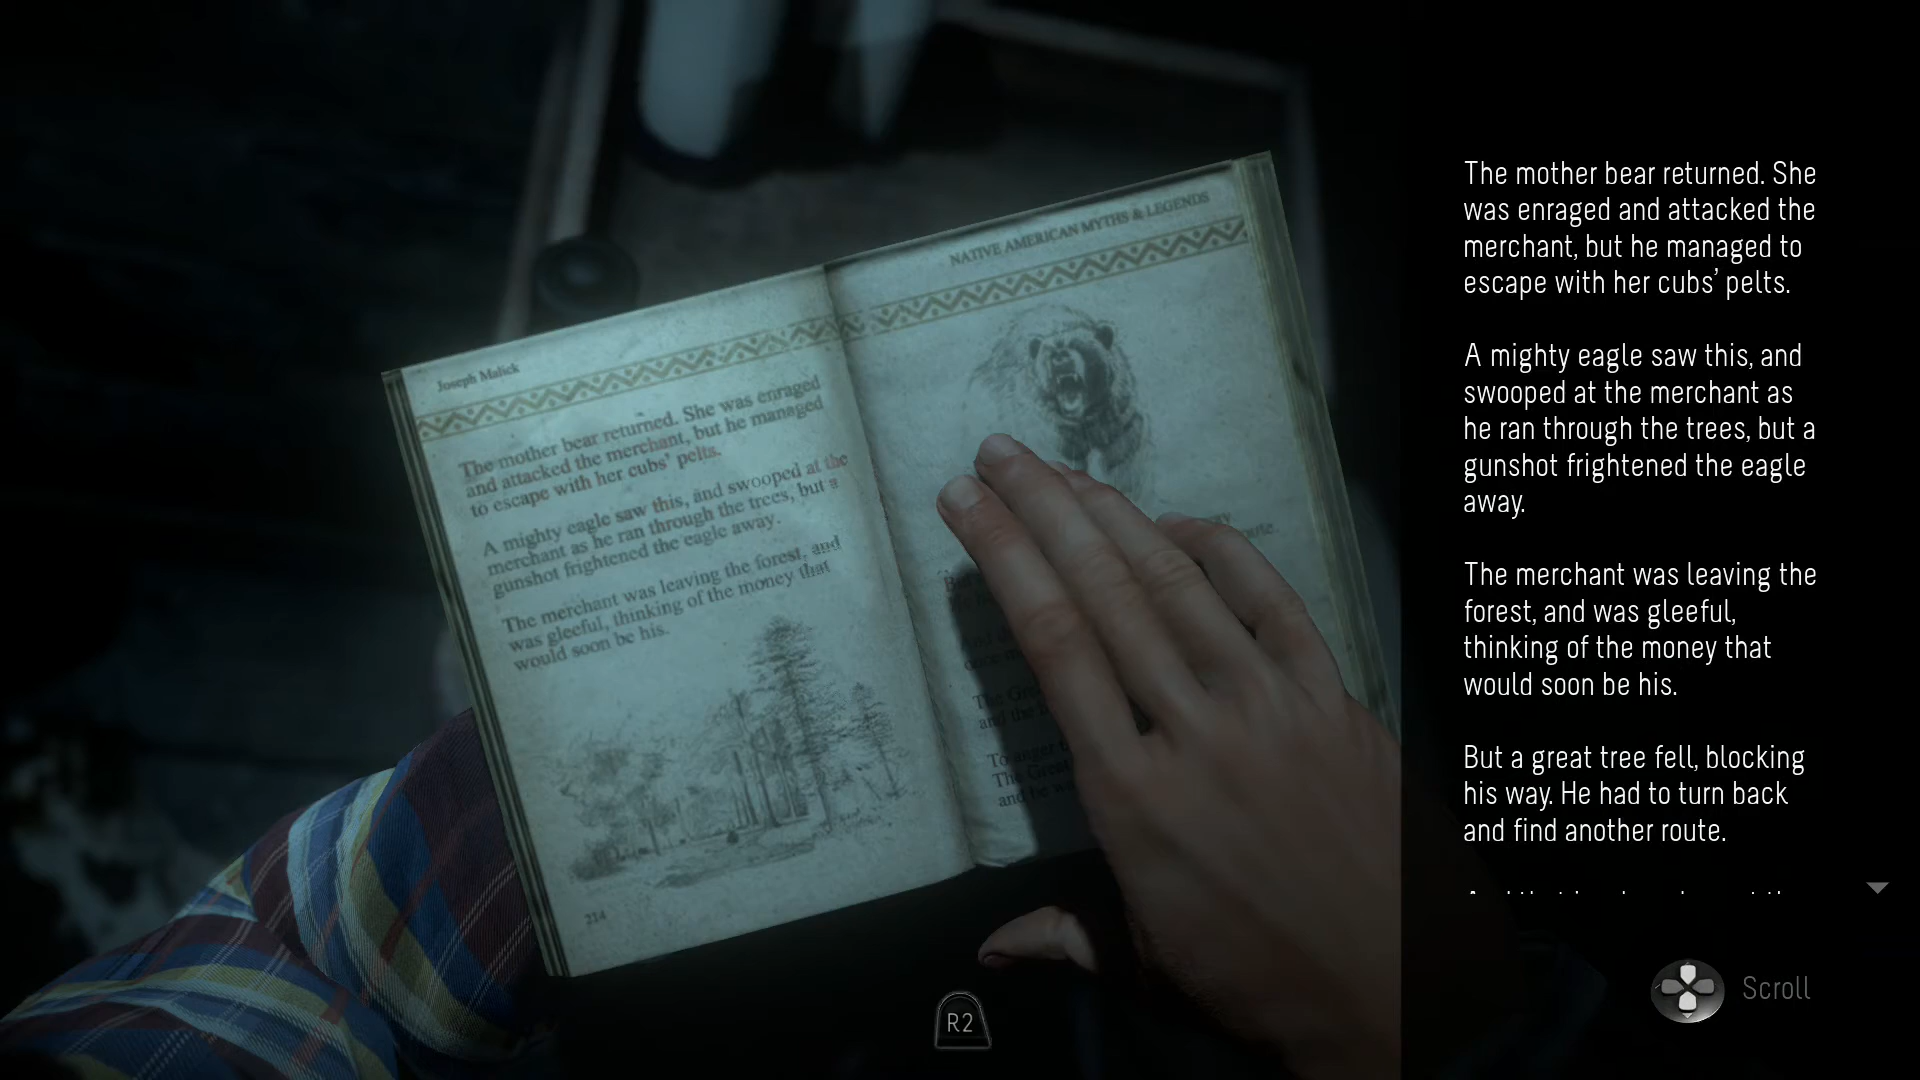 Joseph Malick
The mother bear returned. She was enraged
and attacked the merchant, but he managed
to escape with her cubs' pelts.
A mighty eagle saw this, and swooped at the
merchant as he ran through the trees, but a
gunshot frightened the eagle away.
The merchant was leaving the forest, and
was gleeful, thinking of the money that
would soon be his.
214
NATIVE AMERICAN MYTHS & LEGENDS
route.
To anger
The Great
The mother bear returned. She
was enraged and attacked the
merchant, but he managed to
escape with her cubs' pelts.
A mighty eagle saw this, and
swooped at the merchant as
he ran through the trees, but a
gunshot frightened the eagle
away.
The merchant was leaving the
forest, and was gleeful,
thinking of the money that
would soon be his.
But a great tree fell, blocking
his way. He had to turn back
and find another route.
R2
Scroll